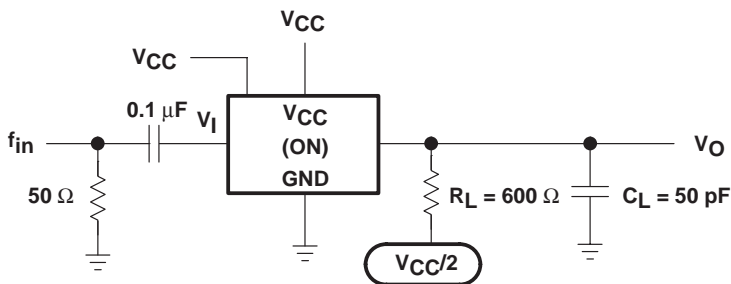 VCC
VCC
0.1 μF
VI
VCC
(ON)
GND
fin
VO
50 Ω
RL = 600 Ω
CL = 50 pF
VCC/2